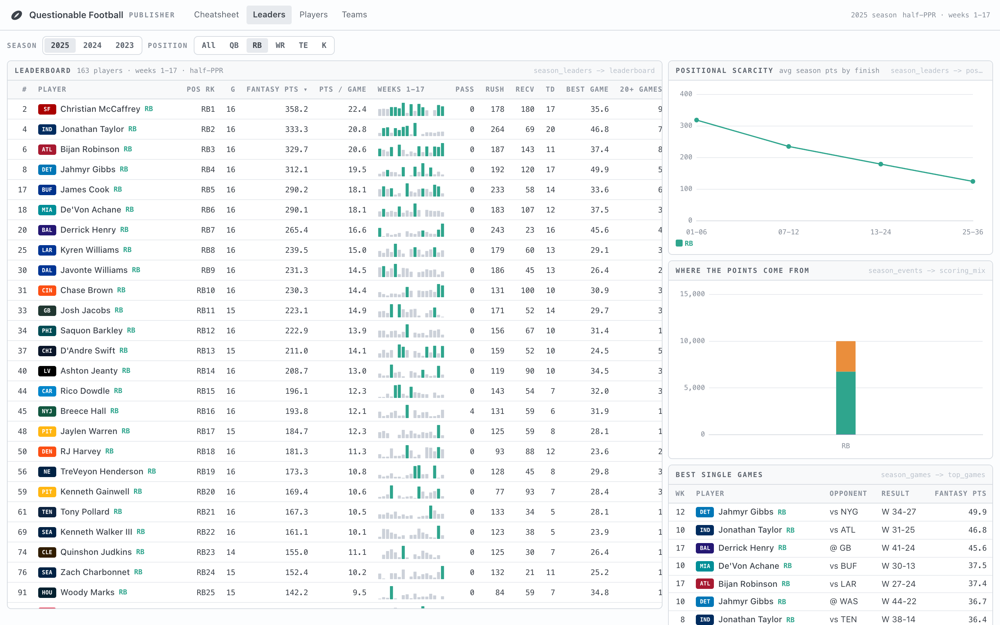 Questionable Football PUBLISHER Cheatsheet Leaders Players Teams 2025 season half-PPR · weeks 1-17
SEASON 2025 2024 2023 POSITION All QB RB WR TE K
LEADERBOARD 163 players · weeks 1-17 · half-PPR season_leaders -> leaderboard
# PLAYER POS RK G FANTASY PTS ▾ PTS / GAME WEEKS 1-17 PASS RUSH RECV TD BEST GAME 20+ GAMES
2 SF Christian McCaffrey RB RB1 16 358.2 22.4 0 178 180 17 35.6 9
4 IND Jonathan Taylor RB RB2 16 333.3 20.8 0 264 69 20 46.8 7
6 ATL Bijan Robinson RB RB3 16 329.7 20.6 0 187 143 11 37.4 8
8 DET Jahmyr Gibbs RB RB4 16 312.1 19.5 0 192 120 17 49.9 5
17 BUF James Cook RB RB5 16 290.2 18.1 0 233 58 14 33.6 6
18 MIA De'Von Achane RB RB6 16 290.1 18.1 0 183 107 12 37.5 3
20 BAL Derrick Henry RB RB7 16 265.4 16.6 0 243 23 16 45.6 4
25 LAR Kyren Williams RB RB8 16 239.5 15.0 0 179 60 13 29.1 3
30 DAL Javonte Williams RB RB9 16 231.3 14.5 0 186 45 13 26.4 2
31 CIN Chase Brown RB RB10 16 230.3 14.4 0 131 100 10 30.9 3
33 GB Josh Jacobs RB RB11 15 223.1 14.9 0 171 52 14 29.7 3
34 PHI Saquon Barkley RB RB12 16 222.9 13.9 0 156 67 10 31.4 1
37 CHI D'Andre Swift RB RB13 15 211.0 14.1 0 159 52 10 24.5 5
40 LV Ashton Jeanty RB RB14 16 208.7 13.0 0 119 90 10 34.5 3
44 CAR Rico Dowdle RB RB15 16 196.1 12.3 0 143 54 7 32.0 3
45 NYJ Breece Hall RB RB16 16 193.8 12.1 4 131 59 6 31.9 1
48 PIT Jaylen Warren RB RB17 15 184.7 12.3 0 125 59 8 28.1 1
50 DEN RJ Harvey RB RB18 16 181.3 11.3 0 93 88 12 23.6 2
56 NE TreVeyon Henderson RB RB19 16 173.3 10.8 0 128 45 8 29.8 3
59 PIT Kenneth Gainwell RB RB20 16 169.4 10.6 0 77 93 7 28.4 3
61 TEN Tony Pollard RB RB21 16 167.3 10.5 0 133 34 5 28.1 1
69 SEA Kenneth Walker III RB RB22 16 161.1 10.1 0 123 38 5 23.9 1
74 CLE Quinshon Judkins RB RB23 14 155.0 11.1 0 125 30 7 26.4 1
76 SEA Zach Charbonnet RB RB24 15 152.4 10.2 0 132 21 11 25.2 1
91 HOU Woody Marks RB RB25 15 142.2 9.5 0 84 59 7 34.8 1
POSITIONAL SCARCITY avg season pts by finish season_leaders -> pos…
400
300
200
100
0
01-06 07-12 13-24 25-36
RB
WHERE THE POINTS COME FROM season_events -> scoring_mix
15,000
10,000
5,000
0
RB
BEST SINGLE GAMES season_games -> top_games
WK PLAYER OPPONENT RESULT FANTASY PTS
12 DET Jahmyr Gibbs RB vs NYG W 34-27 49.9
10 IND Jonathan Taylor RB vs ATL W 31-25 46.8
17 BAL Derrick Henry RB @ GB W 41-24 45.6
10 MIA De'Von Achane RB vs BUF W 30-13 37.5
17 ATL Bijan Robinson RB vs LAR W 27-24 37.4
10 DET Jahmyr Gibbs RB @ WAS W 44-22 36.7
8 IND Jonathan Taylor RB vs TEN W 38-14 36.4